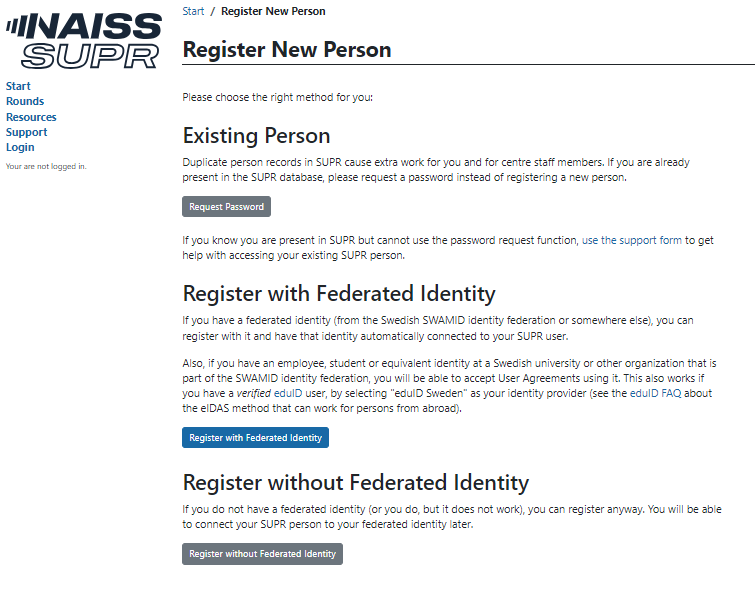 NAISS
SUPR
Start
Rounds
Resources
Support
Login
Your are not logged in.
Start / Register New Person
Register New Person
Please choose the right method for you:
Existing Person
Duplicate person records in SUPR cause extra work for you and for centre staff members. If you are already
present in the SUPR database, please request a password instead of registering a new person.
Request Password
If you know you are present in SUPR but cannot use the password request function, use the support form to get
help with accessing your existing SUPR person.
Register with Federated Identity
If you have a federated identity (from the Swedish SWAMID identity federation or somewhere else), you can
register with it and have that identity automatically connected to your SUPR user.
Also, if you have an employee, student or equivalent identity at a Swedish university or other organization that is
part of the SWAMID identity federation, you will be able to accept User Agreements using it. This also works if
you have a verified eduID user, by selecting "eduID Sweden" as your identity provider (see the eduID FAQ about
the eIDAS method that can work for persons from abroad).
Register with Federated Identity
Register without Federated Identity
If you do not have a federated identity (or you do, but it does not work), you can register anyway. You will be able
to connect your SUPR person to your federated identity later.
Register without Federated Identity